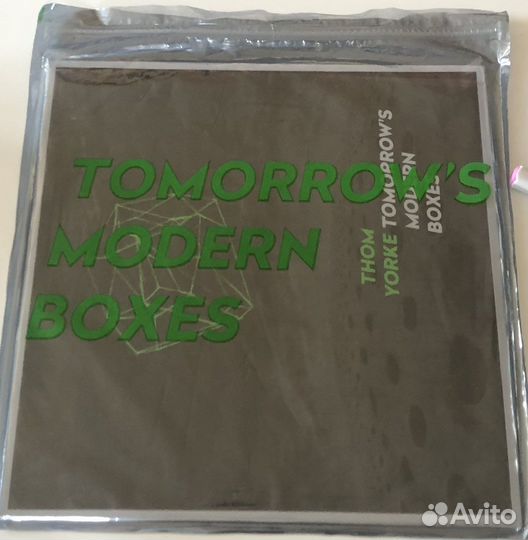 TOMORROW'S
MODERN
BOXES
THOM
YORKE TOMORROW'S
MODERN
BOXES
Avito